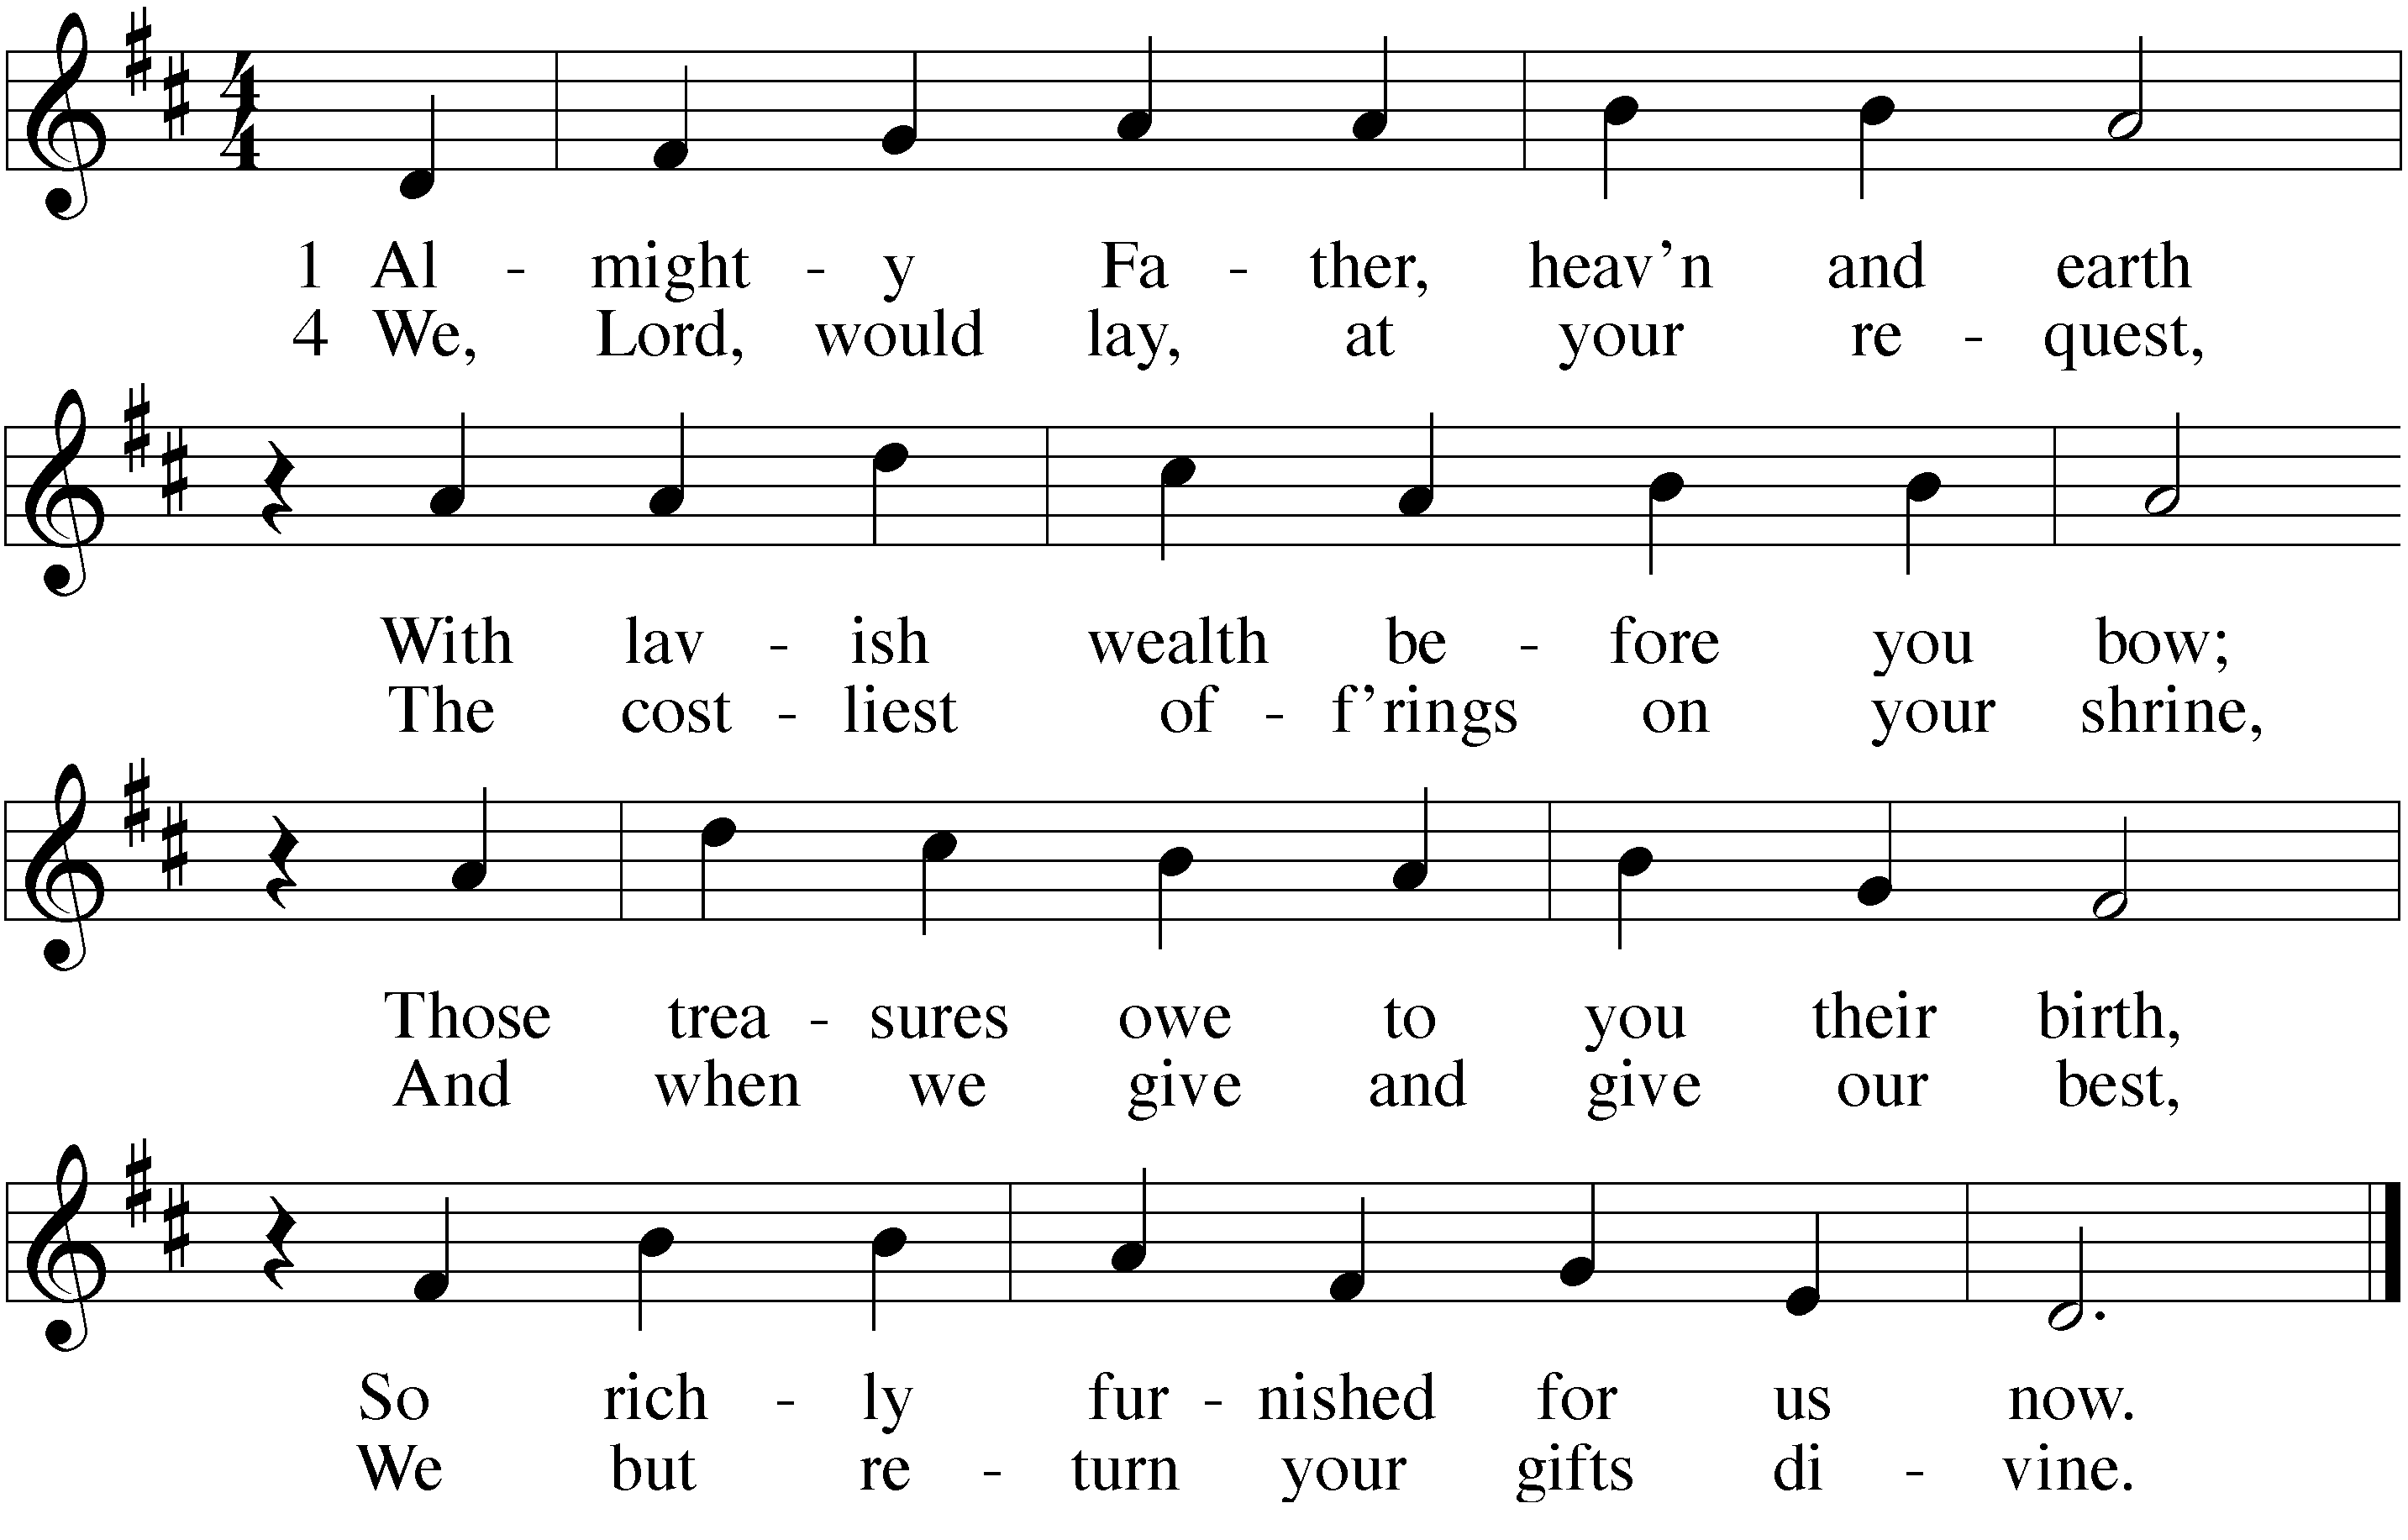 4
4
1 Al - might - y Fa - ther, heav’n and earth
4 We, Lord, would lay, at your re - quest,
With lav - ish wealth be - fore you bow;
The cost - liest of - f'rings on your shrine,
Those trea - sures owe to you their birth,
And when we give and give our best,
So rich - ly fur - nished for us now.
We but re - turn your gifts di - vine.